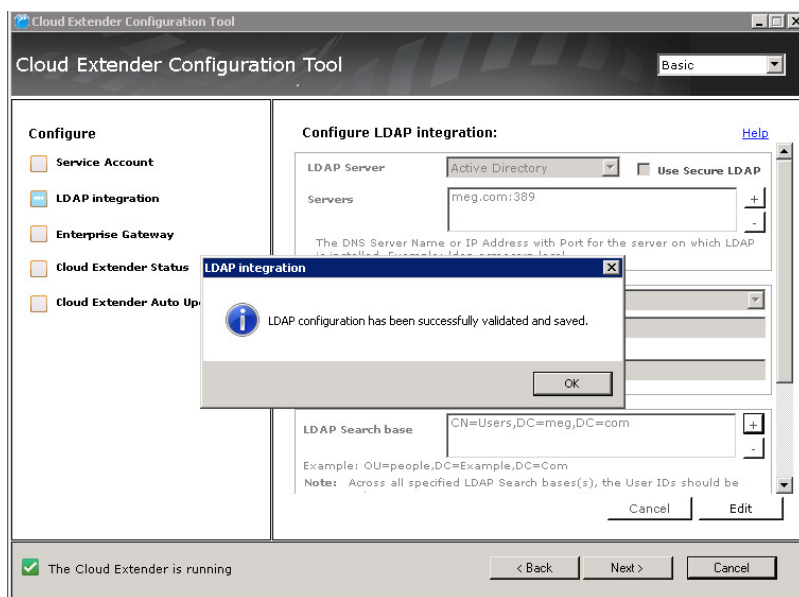 Cloud Extender Configuration Tool
Cloud Extender Configuration Tool
Basic
Configure
Service Account
LDAP integration
Enterprise Gateway
Cloud Extender Status
Cloud Extender Auto
Configure LDAP integration:
Help
LDAP Server
Active Directory
Use Secure LDAP
Servers
meg.com:389
+
-
The DNS Server Name or IP Address with Port for the server on which LDAP
LDAP integration
LDAP configuration has been successfully validated and saved.
OK
LDAP Search base
CN=Users,DC=meg,DC=com
+
-
Example: OU=people,DC=Example,DC=Com
Note: Across all specified LDAP Search bases(s), the User IDs should be
Cancel
Edit
The Cloud Extender is running
< Back
Next >
Cancel